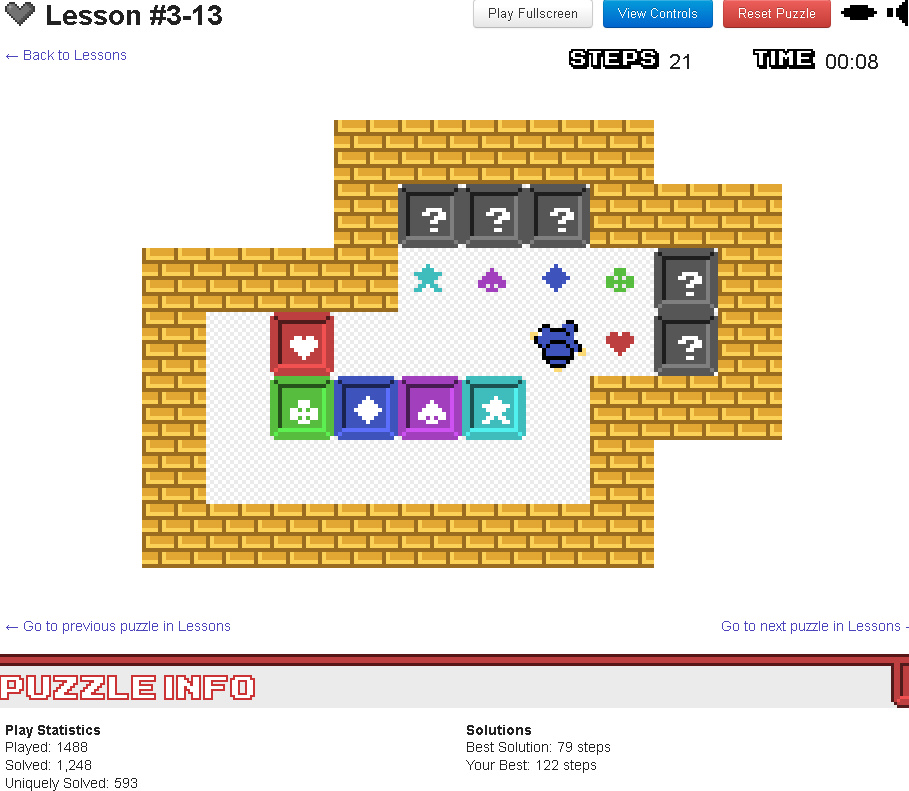 Lesson #3-13
Play Fullscreen
View Controls
Reset Puzzle
← Back to Lessons
STEPS 21
TIME 00:08
? ? ?
?
?
← Go to previous puzzle in Lessons
Go to next puzzle in Lessons
PUZZLE INFO
Play Statistics
Played: 1488
Solved: 1,248
Uniquely Solved: 593
Solutions
Best Solution: 79 steps
Your Best: 122 steps